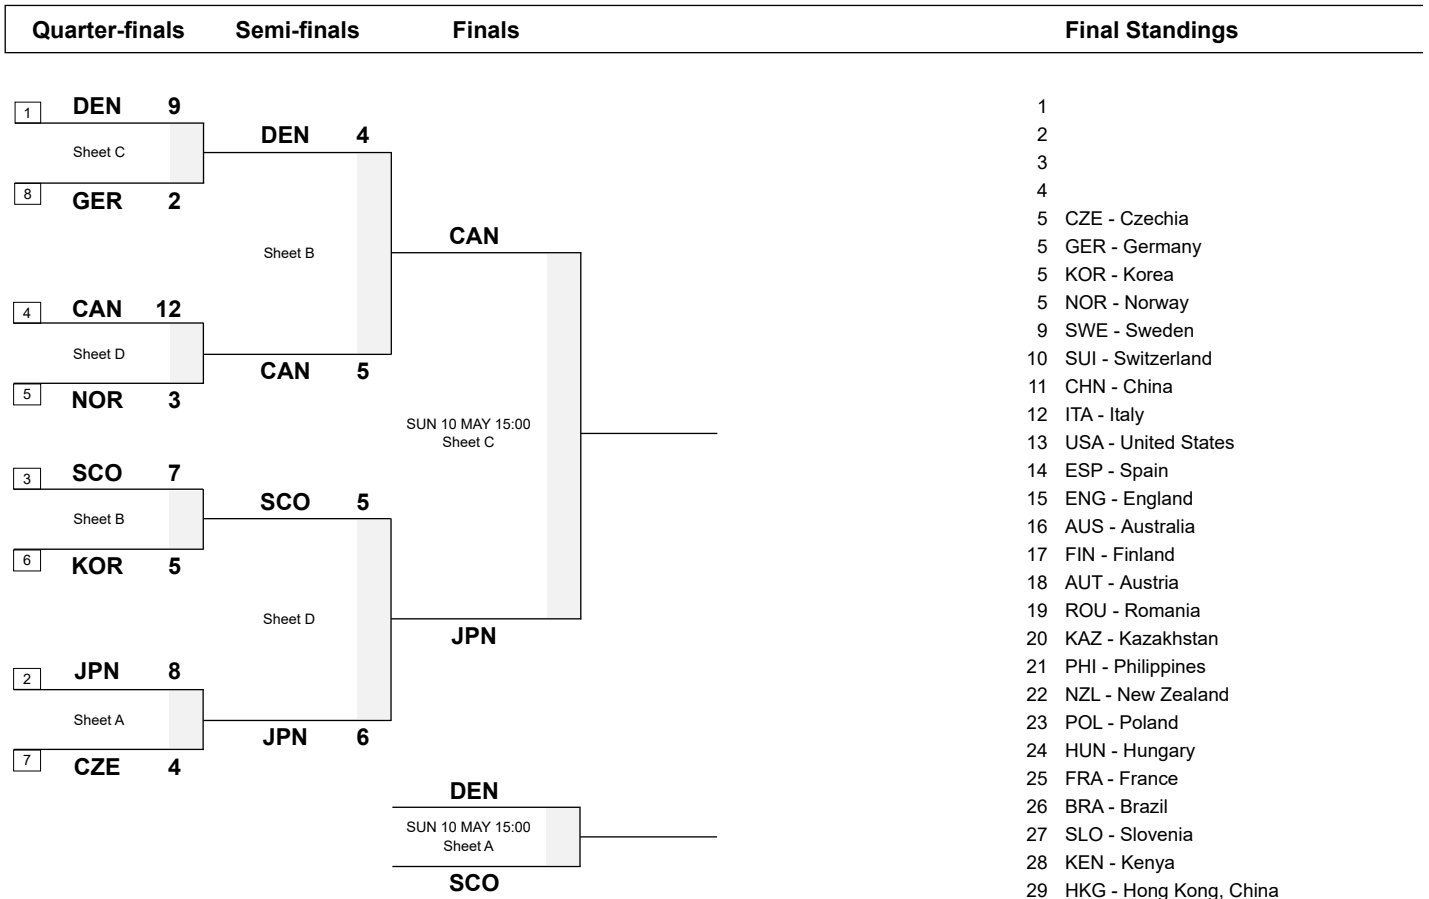 Quarter-finals Semi-finals Finals Final Standings
1 DEN 9
Sheet C
8 GER 2
DEN 4
Sheet B
4 CAN 12
Sheet D
5 NOR 3
CAN 5
CAN
SUN 10 MAY 15:00
Sheet C
3 SCO 7
Sheet B
6 KOR 5
SCO 5
Sheet D
2 JPN 8
Sheet A
7 CZE 4
JPN 6
JPN
DEN
SUN 10 MAY 15:00
Sheet A
SCO
1
2
3
4
5 CZE - Czechia
5 GER - Germany
5 KOR - Korea
5 NOR - Norway
9 SWE - Sweden
10 SUI - Switzerland
11 CHN - China
12 ITA - Italy
13 USA - United States
14 ESP - Spain
15 ENG - England
16 AUS - Australia
17 FIN - Finland
18 AUT - Austria
19 ROU - Romania
20 KAZ - Kazakhstan
21 PHI - Philippines
22 NZL - New Zealand
23 POL - Poland
24 HUN - Hungary
25 FRA - France
26 BRA - Brazil
27 SLO - Slovenia
28 KEN - Kenya
29 HKG - Hong Kong, China